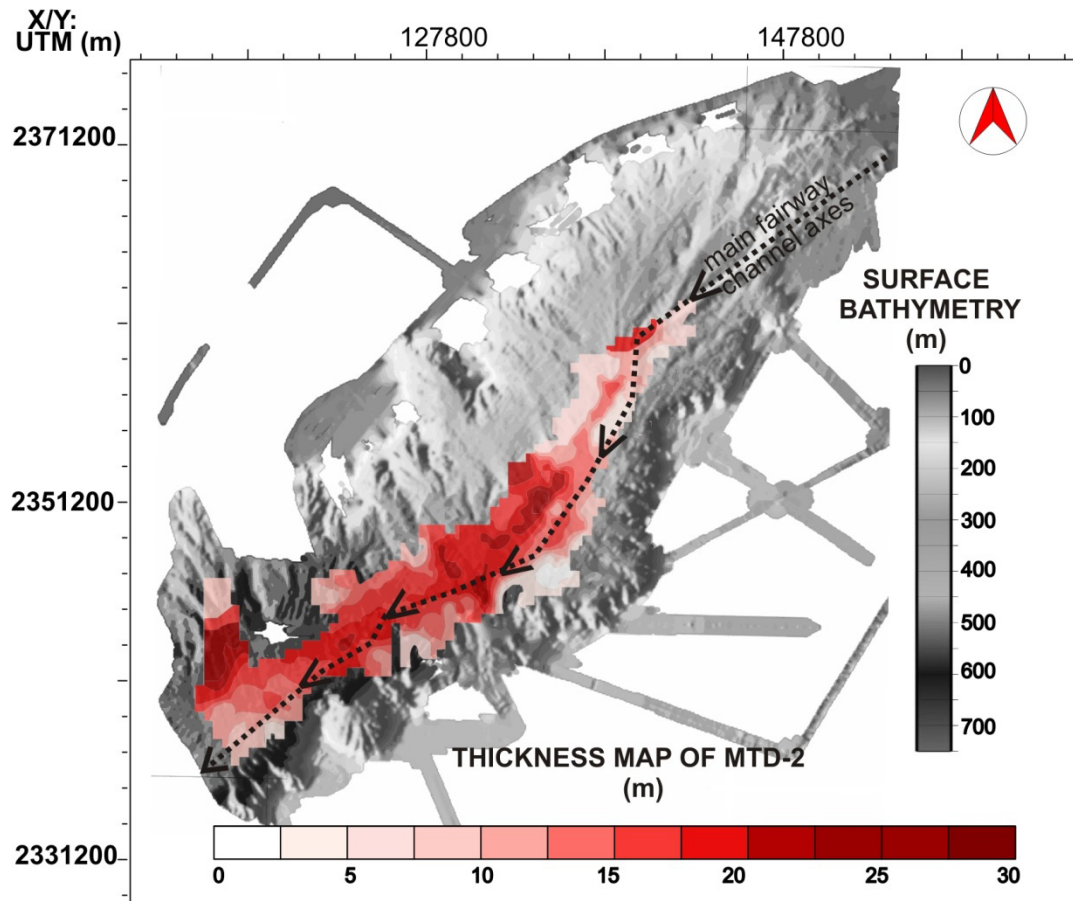 X/Y:
UTM (m)
127800
147800
2371200
main fairway
channel axes
SURFACE
BATHYMETRY
(m)
0
100
200
300
400
500
600
700
2351200
THICKNESS MAP OF MTD-2
(m)
2331200
0 5 10 15 20 25 30